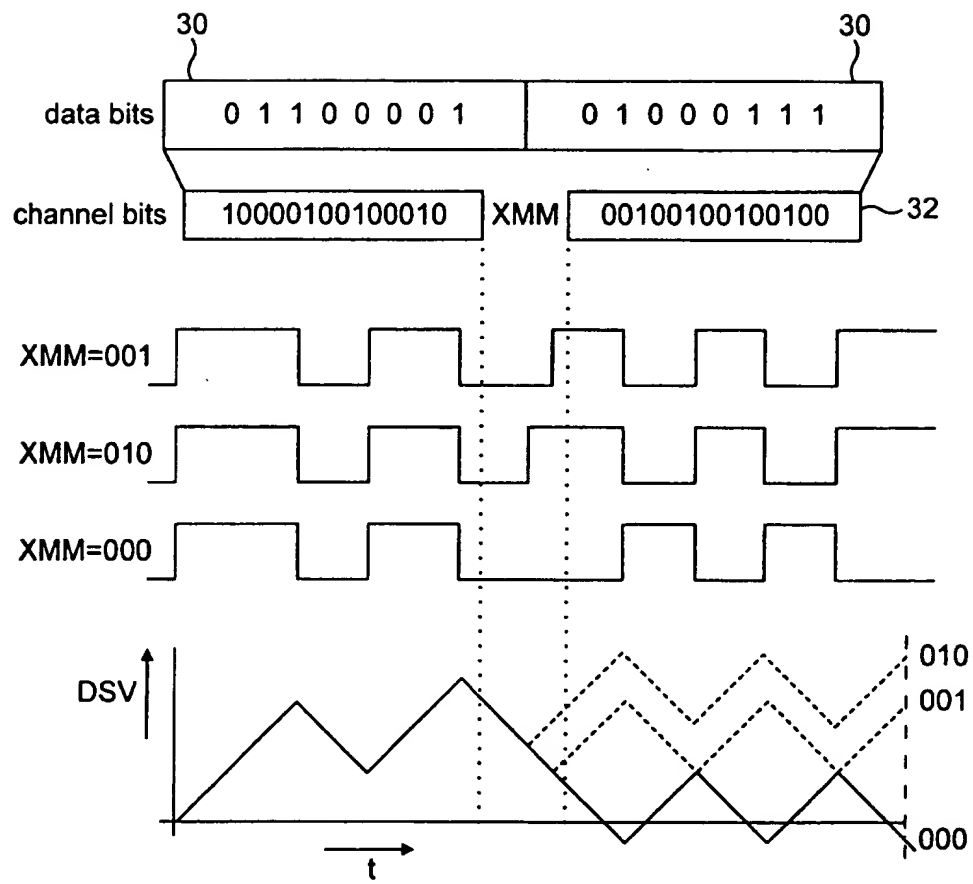 30 30
data bits 0 1 1 0 0 0 0 1 0 1 0 0 0 1 1 1
channel bits 10000100100010 XMM 00100100100100 32
XMM=001
XMM=010
XMM=000
DSV
010
001
000
t